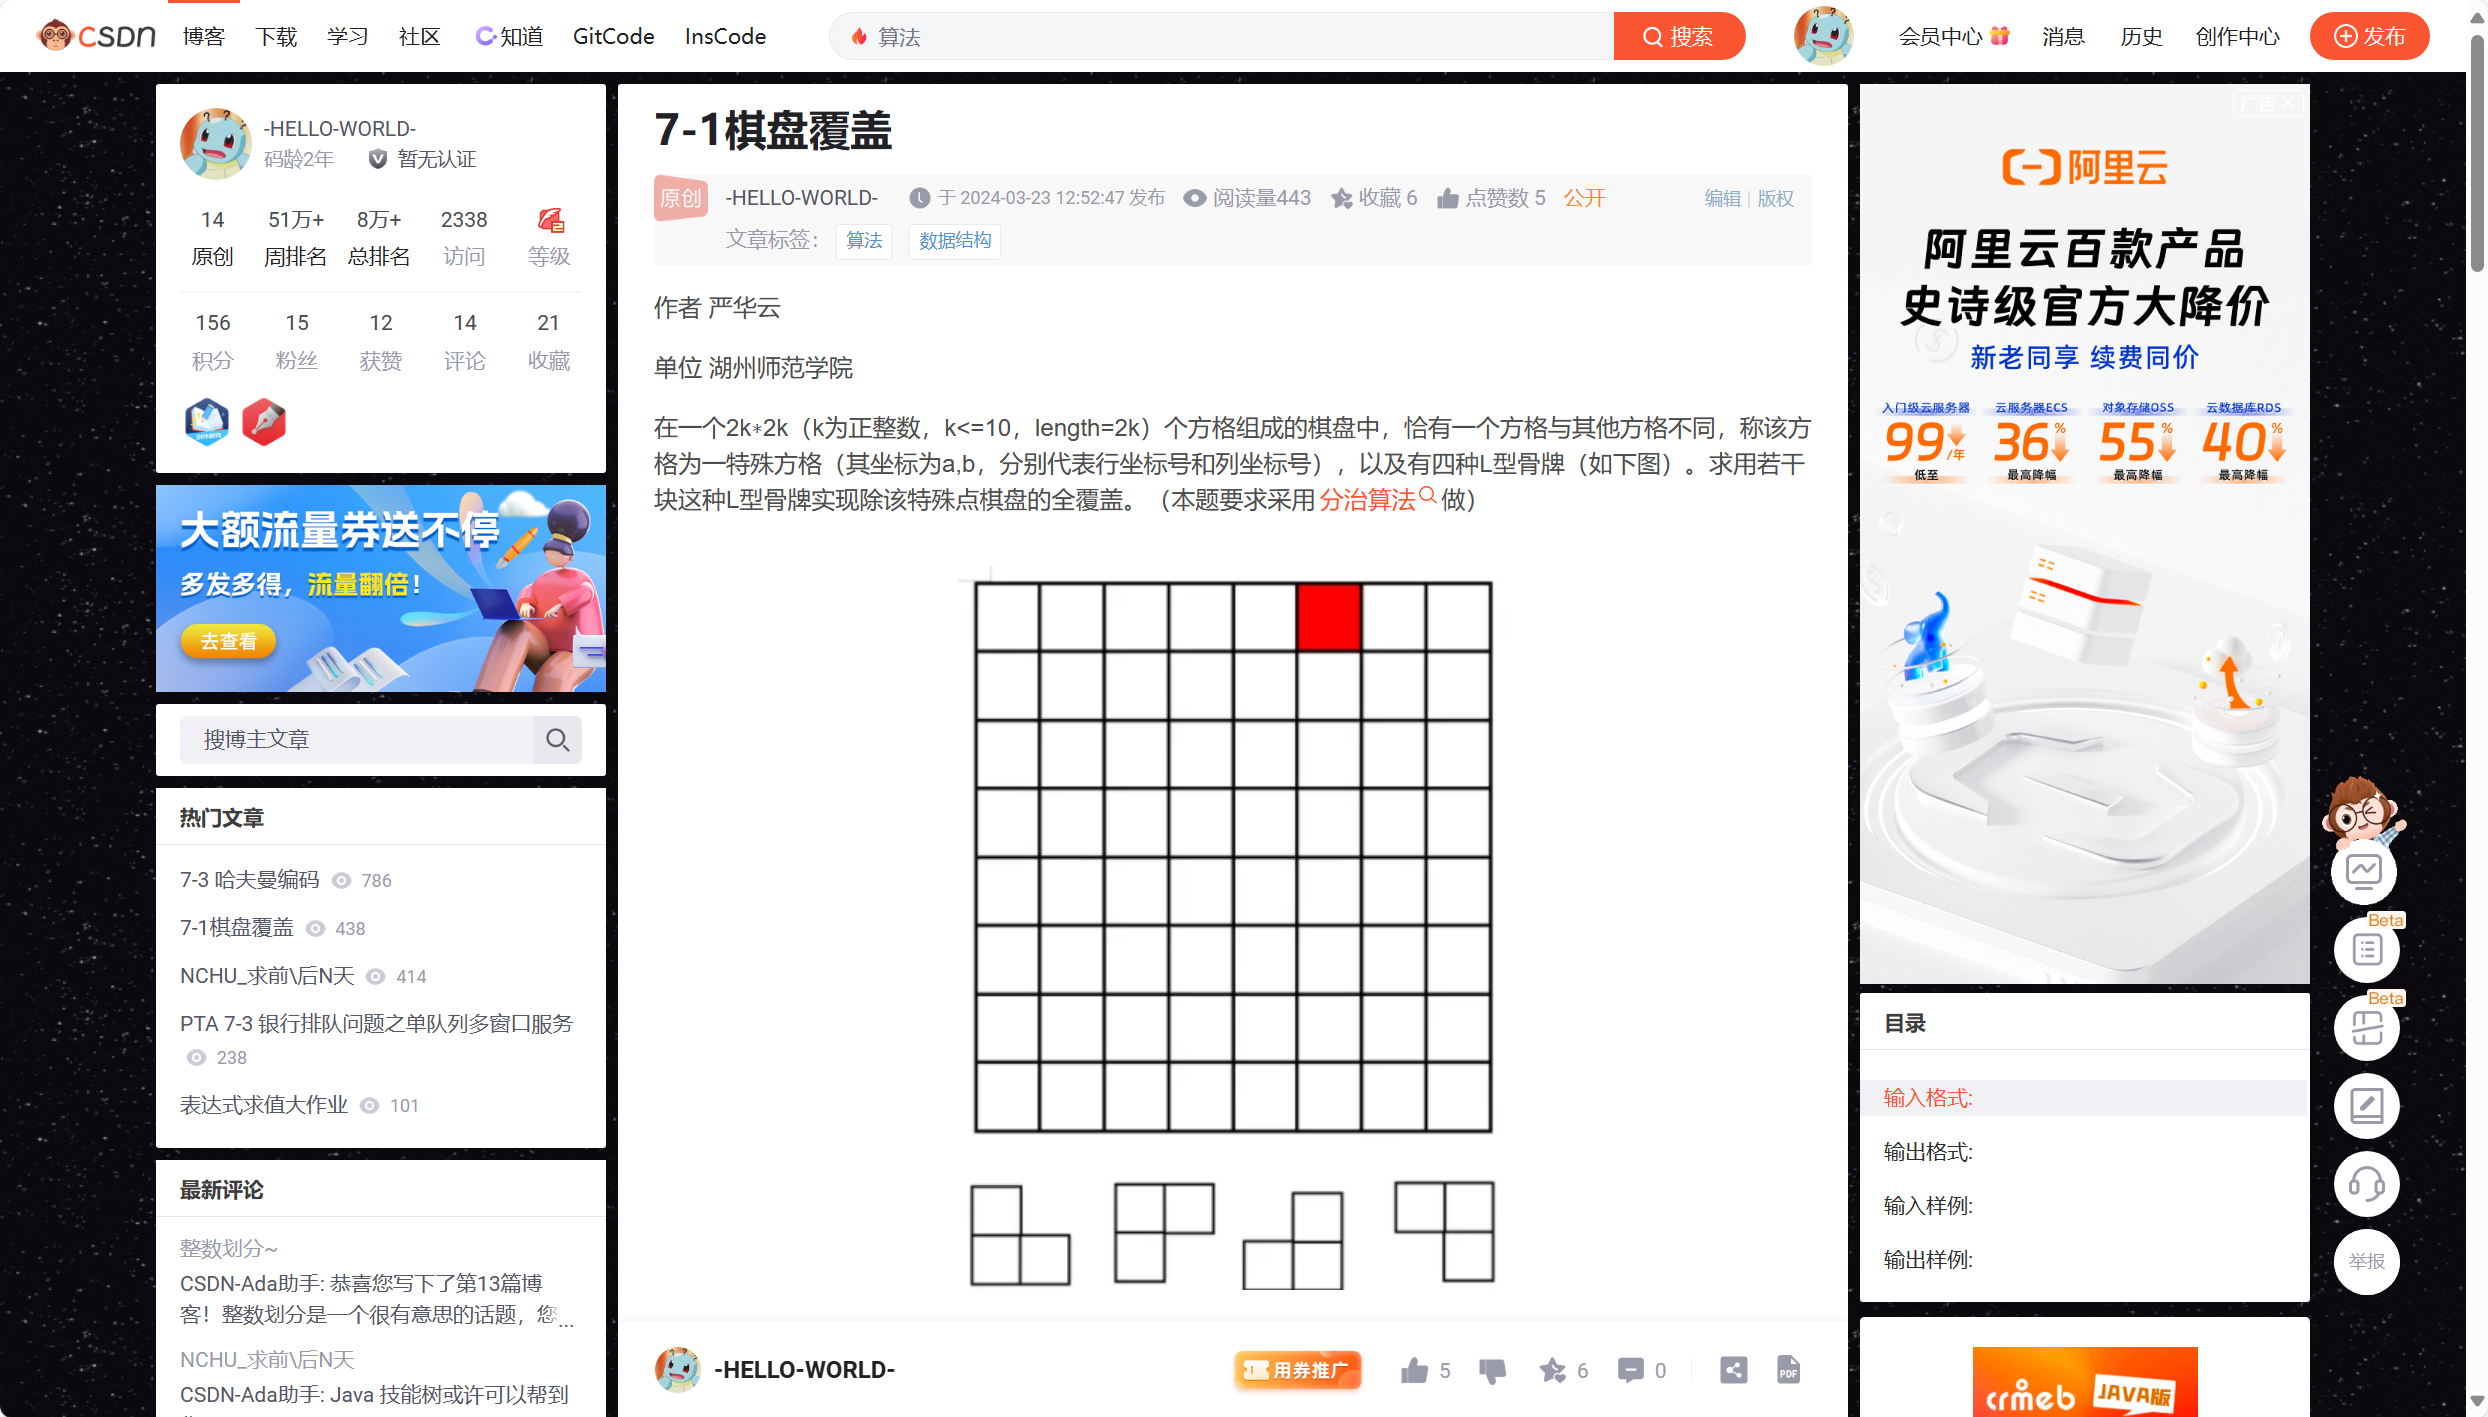 CSDN 博客 下载 学习 社区 知道 GitCode InsCode 算法 搜索 会员中心 消息 历史 创作中心 发布
-HELLO-WORLD-
码龄2年 暂无认证
14 51万+ 8万+ 2338
原创 周排名 总排名 访问 等级
156 15 12 14 21
积分 粉丝 获赞 评论 收藏
大额流量券送不停
多发多得，流量翻倍！
去查看
搜博主文章
热门文章
7-3 哈夫曼编码 786
7-1棋盘覆盖 438
NCHU_求前\后N天 414
PTA 7-3 银行排队问题之单队列多窗口服务
238
表达式求值大作业 101
最新评论
整数划分~
CSDN-Ada助手: 恭喜您写下了第13篇博
客！整数划分是一个很有意思的话题，您...
NCHU_求前\后N天
CSDN-Ada助手: Java 技能树或许可以帮到
7-1棋盘覆盖
原创 -HELLO-WORLD- 于 2024-03-23 12:52:47 发布 阅读量443 收藏 6 点赞数 5 公开 编辑 版权
文章标签： 算法 数据结构
作者 严华云
单位 湖州师范学院
在一个2k*2k（k为正整数，k<=10，length=2k）个方格组成的棋盘中，恰有一个方格与其他方格不同，称该方
格为一特殊方格（其坐标为a,b，分别代表行坐标号和列坐标号），以及有四种L型骨牌（如下图）。求用若干
块这种L型骨牌实现除该特殊点棋盘的全覆盖。（本题要求采用分治算法做）
-HELLO-WORLD- 用券推广 5 6 0 PDF
广告
阿里云
阿里云百款产品
史诗级官方大降价
新老同享 续费同价
入门级云服务器 云服务器ECS 对象存储OSS 云数据库RDS
99/年 36% 55% 40%
低至 最高降幅 最高降幅 最高降幅
目录
输入格式:
输出格式:
输入样例:
输出样例:
crmeb JAVA版
Beta
Beta
举报